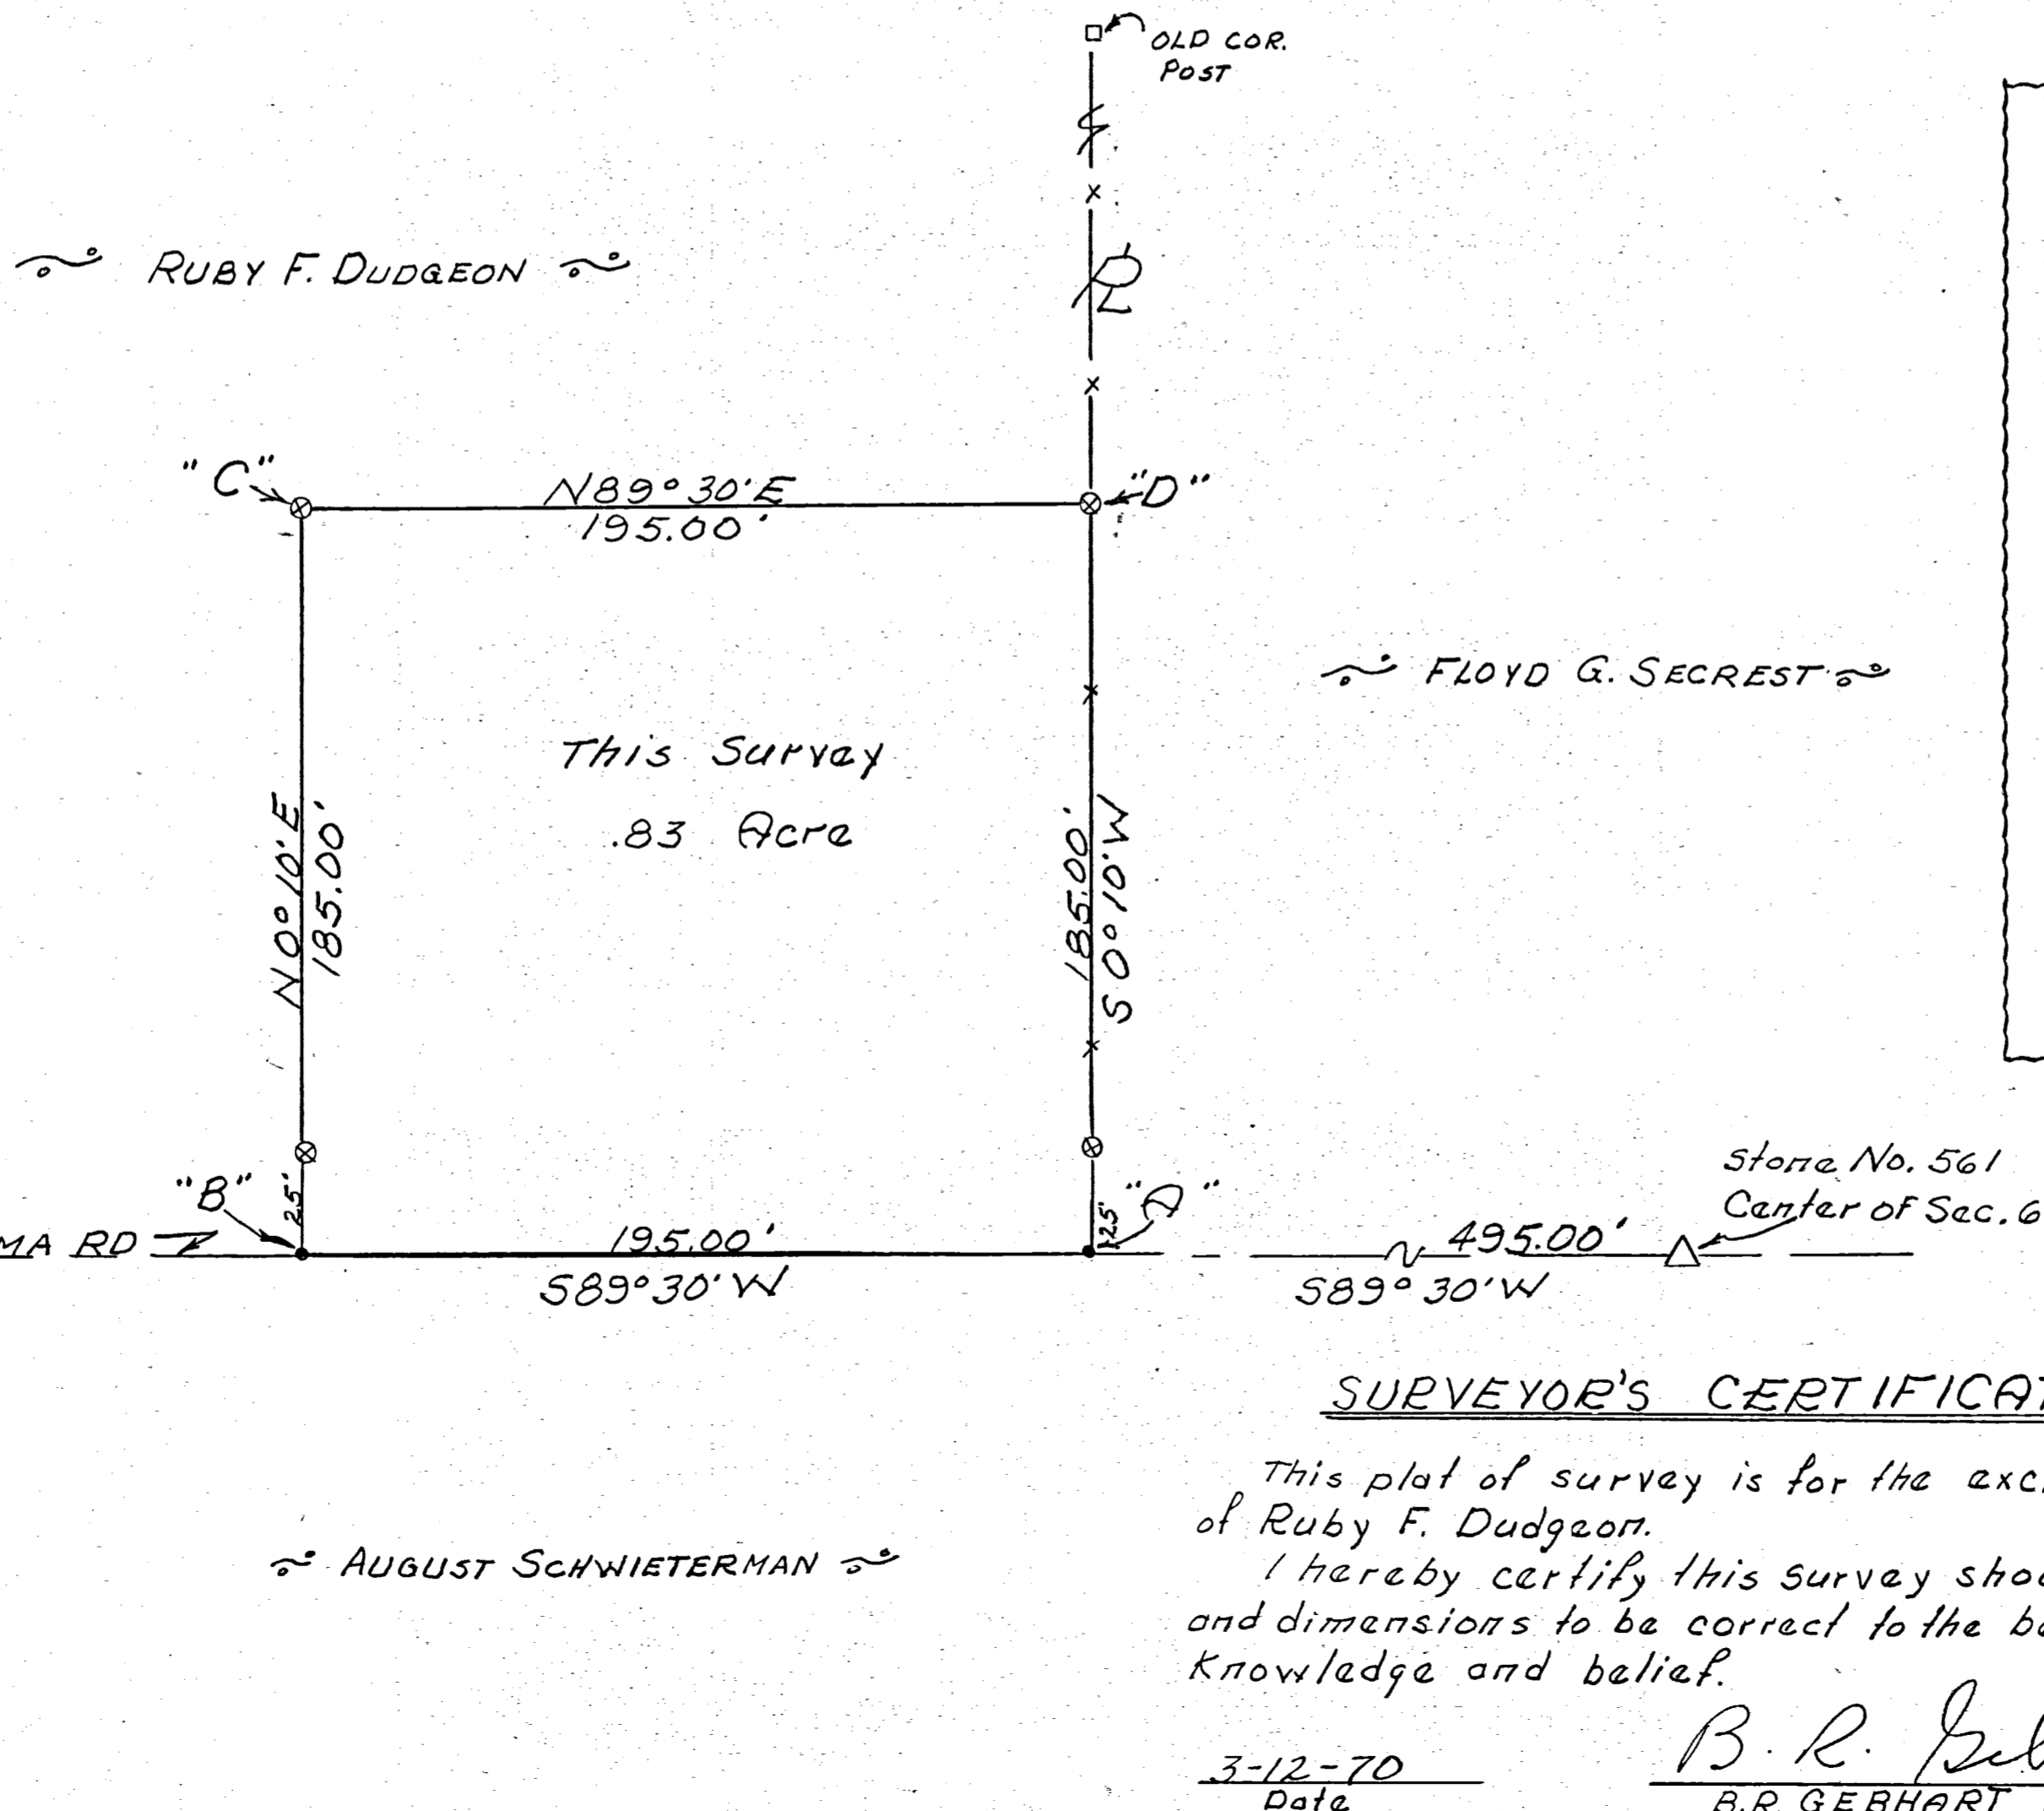 OLD COR.
POST
RUBY F. DUDGEON
"C"
N89°30'E
195.00'
"D"
FLOYD G. SECREST
This Survey
.83 Acre
N0°10'E
185.00'
185.00'
S0°10'W
Stone No. 561
Center of Sec. 6
"B"
25'
"A"
25'
MA RD
195.00'
495.00'
S89°30'W
S89°30'W
SURVEYOR'S CERTIFICAT
This plat of survey is for the exc
of Ruby F. Dudgeon.
I hereby certify this survey sho
and dimensions to be correct to the be
Knowledge and belief.
AUGUST SCHWIETERMAN
3-12-70
Date
B. R. Geb
B.R. GEBHART